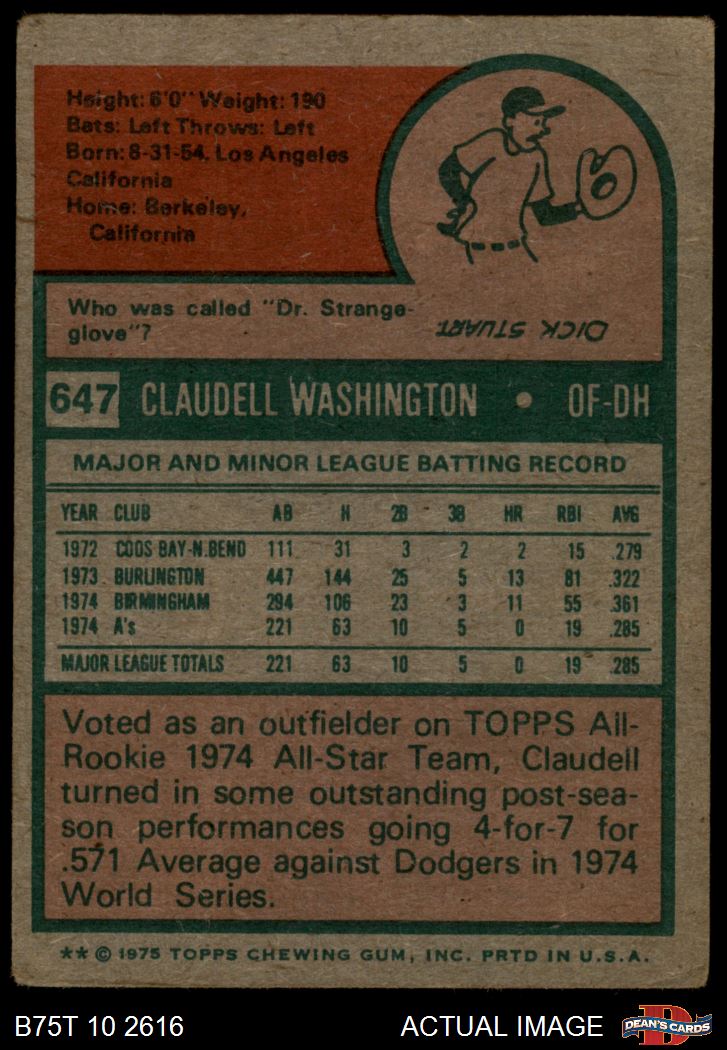 Height: 6'0" Weight: 190
Bats: Left Throws: Left
Born: 8-31-54, Los Angeles
California
Home: Berkeley,
California
Who was called "Dr. Strange-
glove"?
DICK STUART
647 CLAUDELL WASHINGTON • OF-DH
MAJOR AND MINOR LEAGUE BATTING RECORD
YEAR CLUB AB H 2B 3B HR RBI AVG
1972 COOS BAY-N.BEND 111 31 3 2 2 15 .279
1973 BURLINGTON 447 144 25 5 13 81 .322
1974 BIRMINGHAM 294 106 23 3 11 55 .361
1974 A's 221 63 10 5 0 19 .285
MAJOR LEAGUE TOTALS 221 63 10 5 0 19 .285
Voted as an outfielder on TOPPS All-
Rookie 1974 All-Star Team, Claudell
turned in some outstanding post-sea-
son performances going 4-for-7 for
.571 Average against Dodgers in 1974
World Series.
** © 1975 TOPPS CHEWING GUM, INC. PRTD IN U.S.A.
B75T 10 2616 ACTUAL IMAGE D DEAN'S CARDS